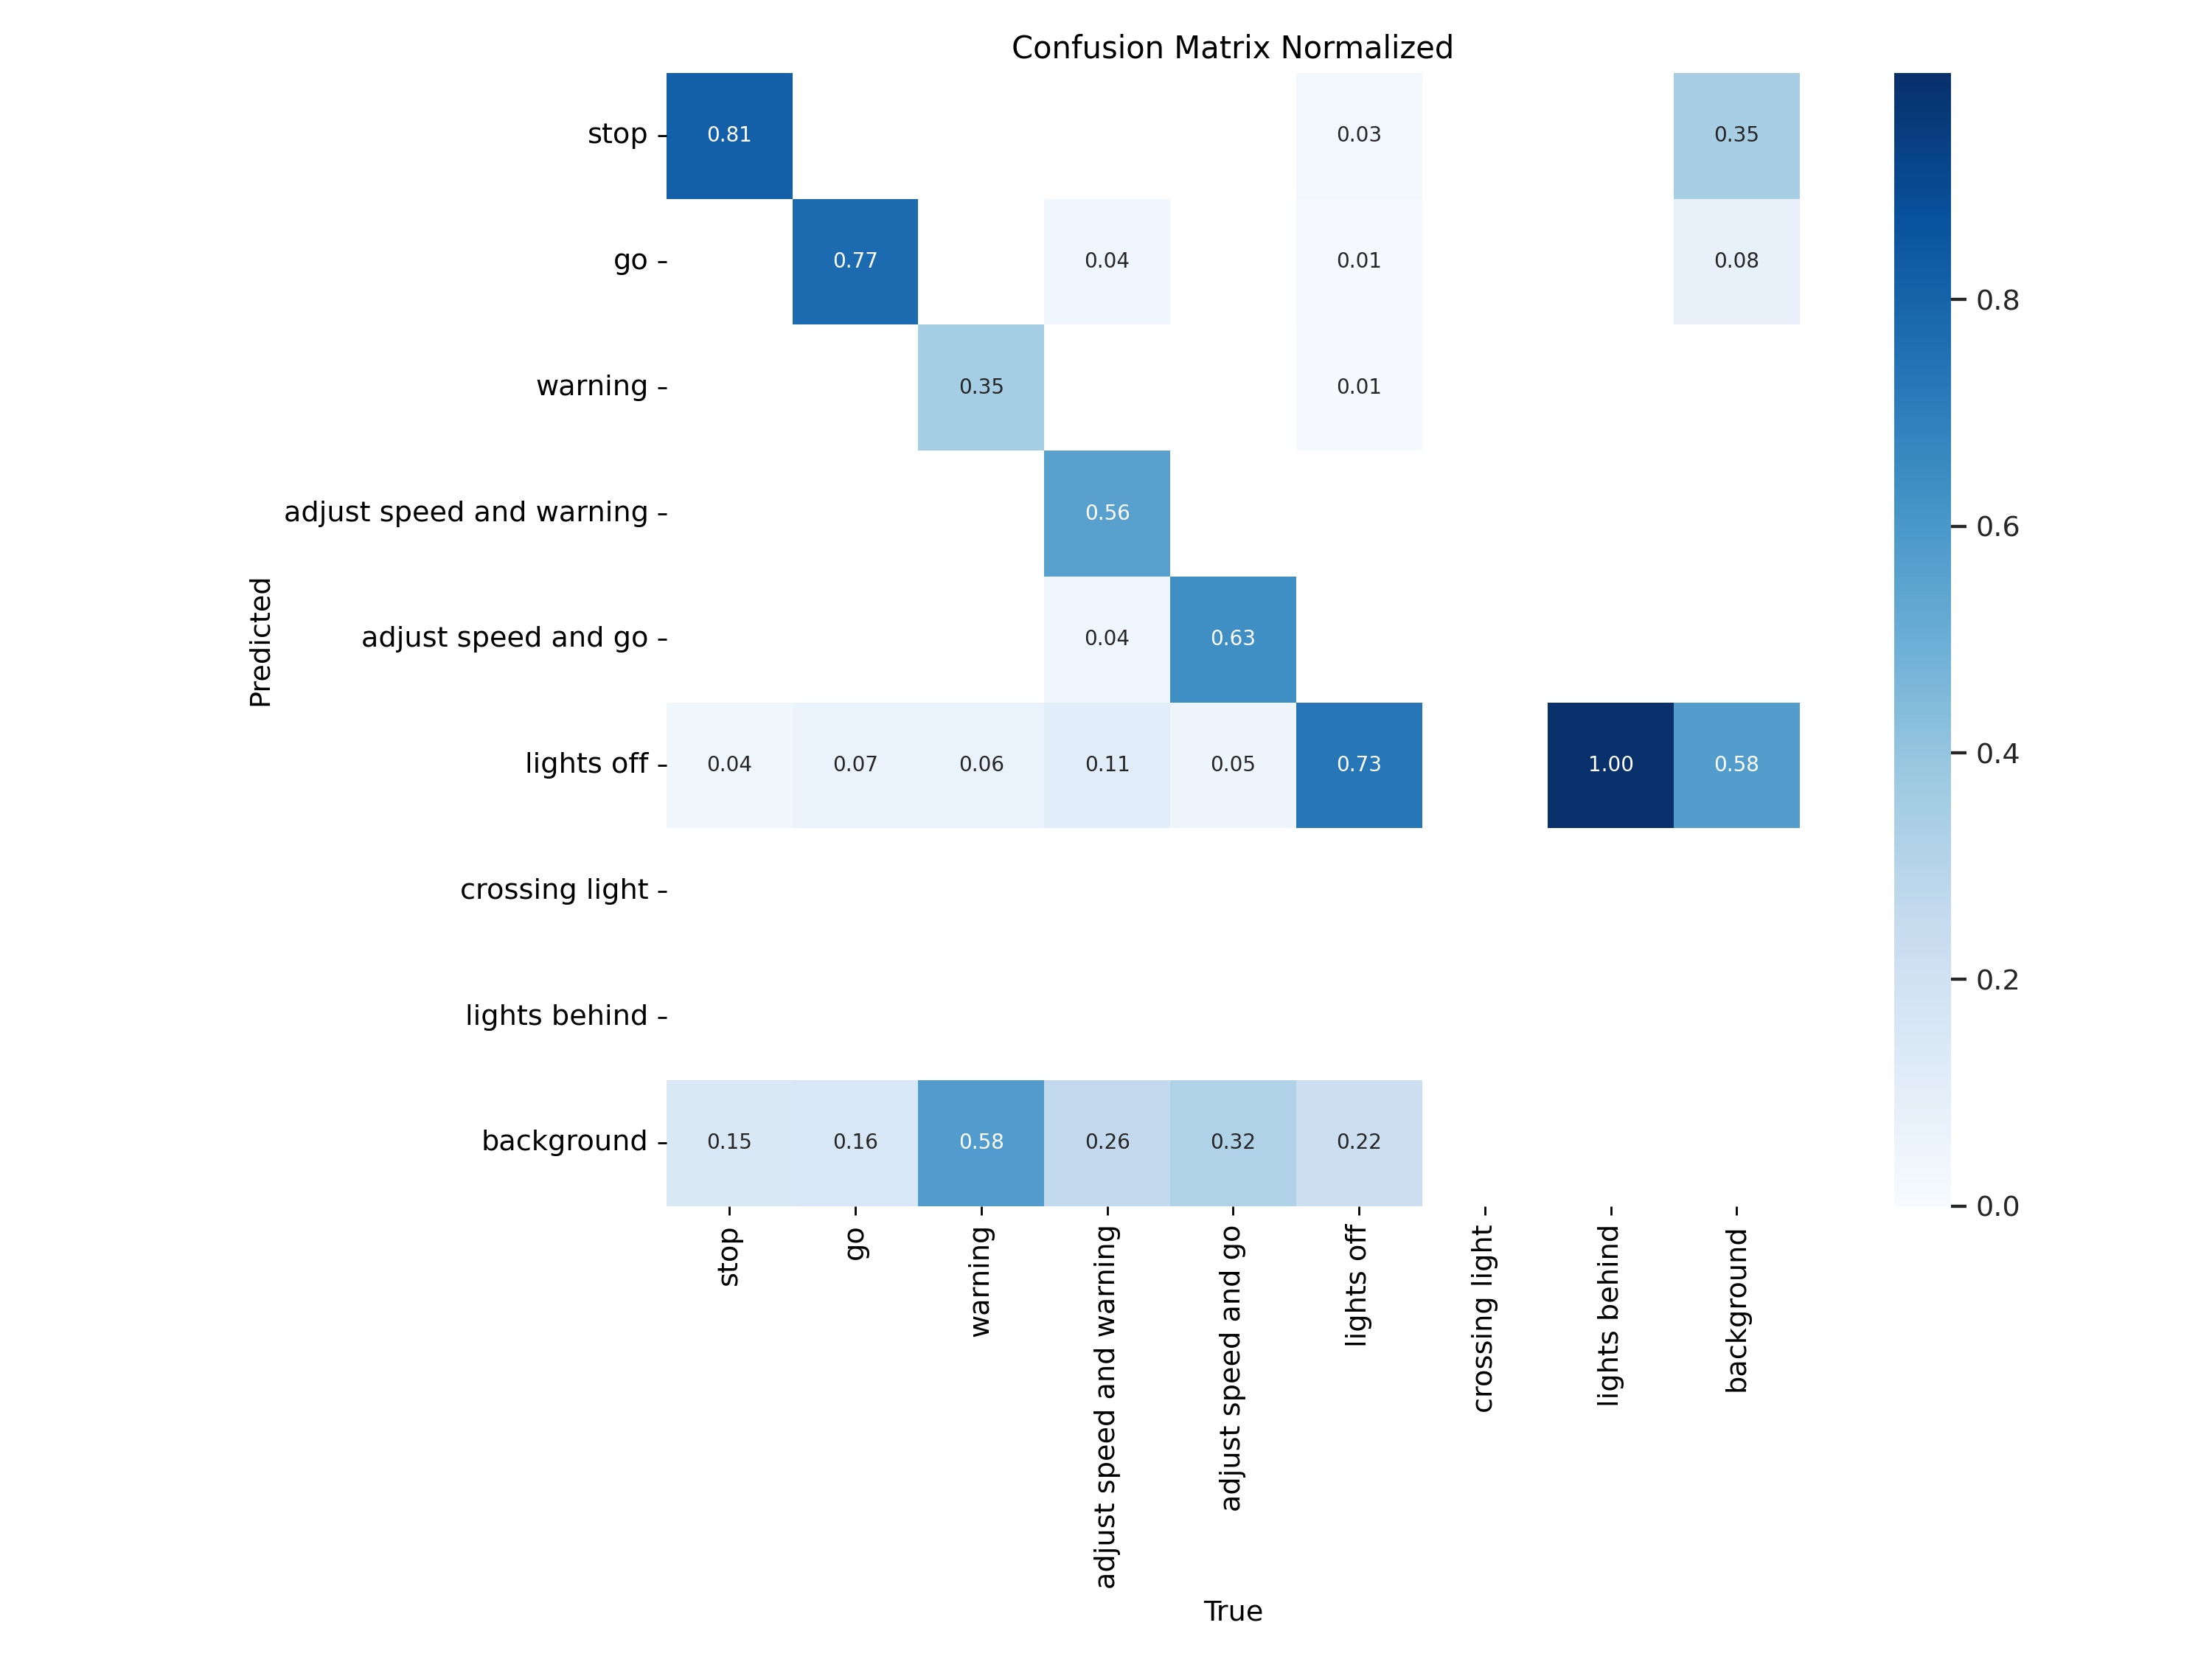 Confusion Matrix Normalized
stop
0.81
0.03
0.35
go
0.77
0.04
0.01
0.08
0.8
warning
0.35
0.01
adjust speed and warning
0.56
0.6
Predicted
adjust speed and go
0.04
0.63
lights off
0.04
0.07
0.06
0.11
0.05
0.73
1.00
0.58
0.4
crossing light
lights behind
0.2
background
0.15
0.16
0.58
0.26
0.32
0.22
0.0
stop
go
warning
adjust speed and warning
adjust speed and go
lights off
crossing light
lights behind
background
True